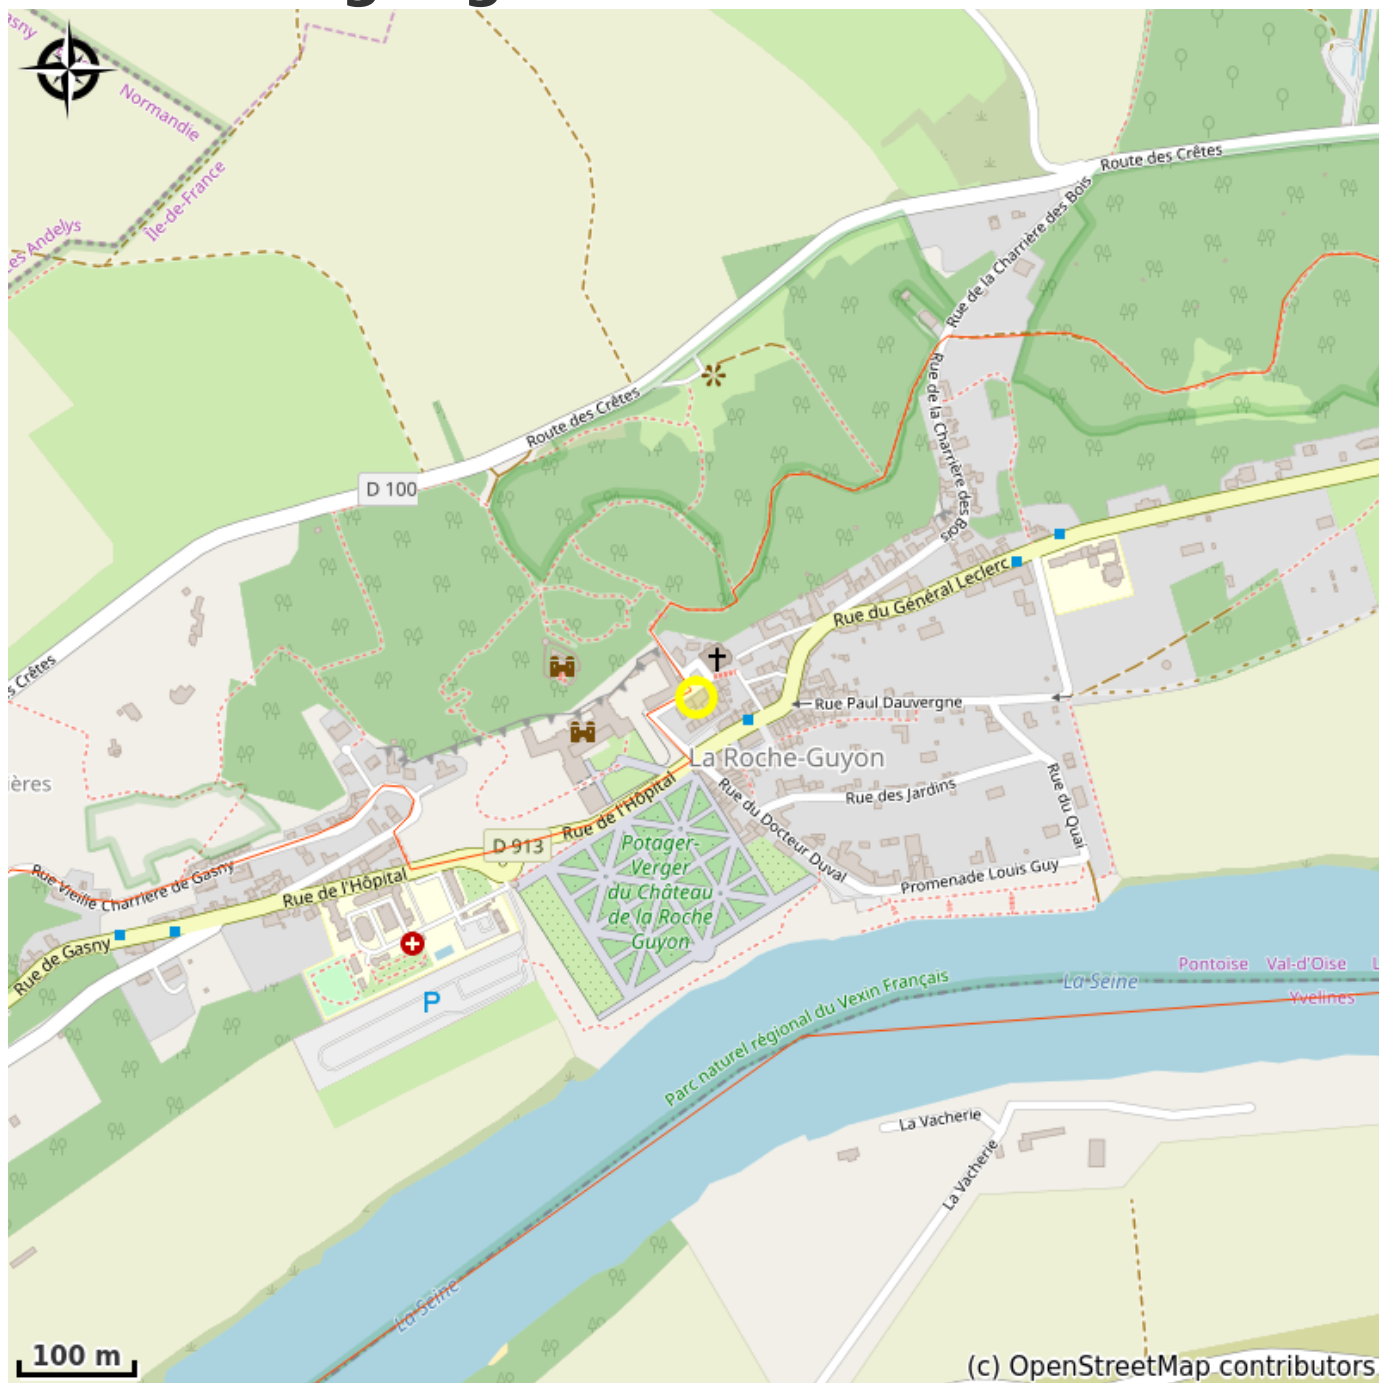 Normandie
Île-de-France
es Andelys
Route des Crêtes
Rue de la Charrière des Bois
Route des Crêtes
Rue de la Charrière des Bois
D 100
Rue du Général Leclerc
s Crêtes
Rue Paul Dauvergne
La Roche-Guyon
ières
Rue des Jardins
Rue du Quai
Rue du Docteur Duval
Rue de l'Hôpital
D 913
Potager-
Verger
du Château
de la Roche
Guyon
Promenade Louis Guy
Rue Vieille Charrière de Gasny
Rue de l'Hôpital
Rue de Gasny
P
Pontoise
Val-d'Oise
La Seine
Yvelines
Parc naturel régional du Vexin Français
La Vacherie
La Vacherie
La Seine
100 m
(c) OpenStreetMap contributors